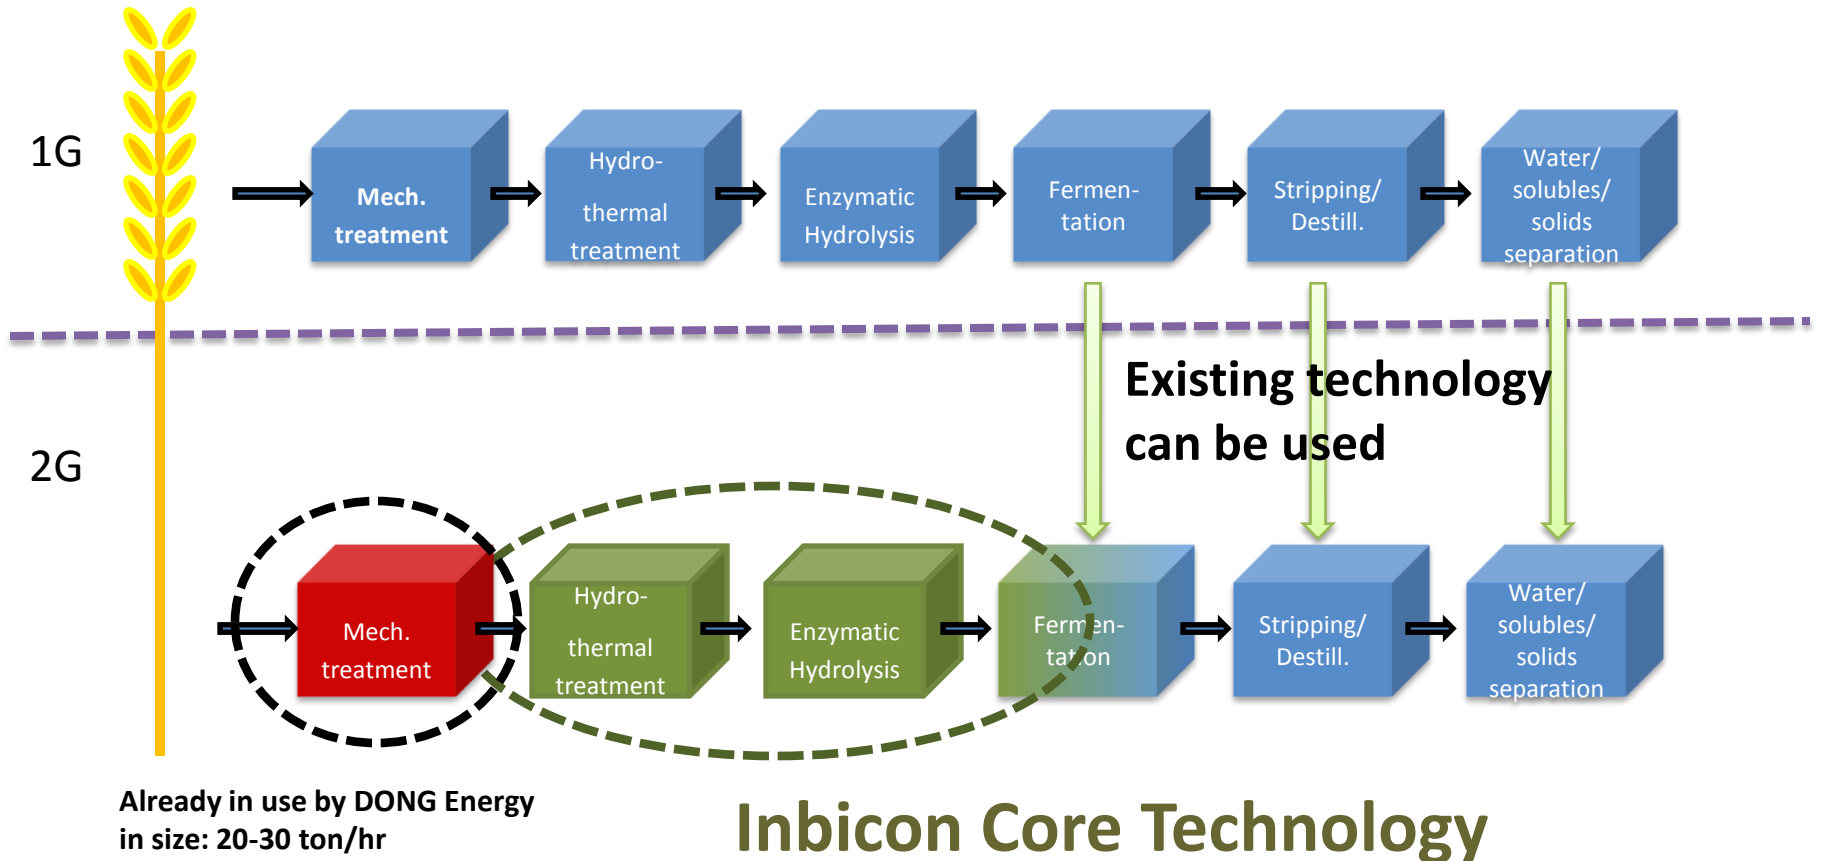 1G
Mech.
treatment
Hydro-
thermal
treatment
Enzymatic
Hydrolysis
Fermen-
tation
Stripping/
Destill.
Water/
solubles/
solids
separation
Existing technology
can be used
2G
Mech.
treatment
Hydro-
thermal
treatment
Enzymatic
Hydrolysis
Fermen-
tation
Stripping/
Destill.
Water/
solubles/
solids
separation
Already in use by DONG Energy
in size: 20-30 ton/hr
Inbicon Core Technology